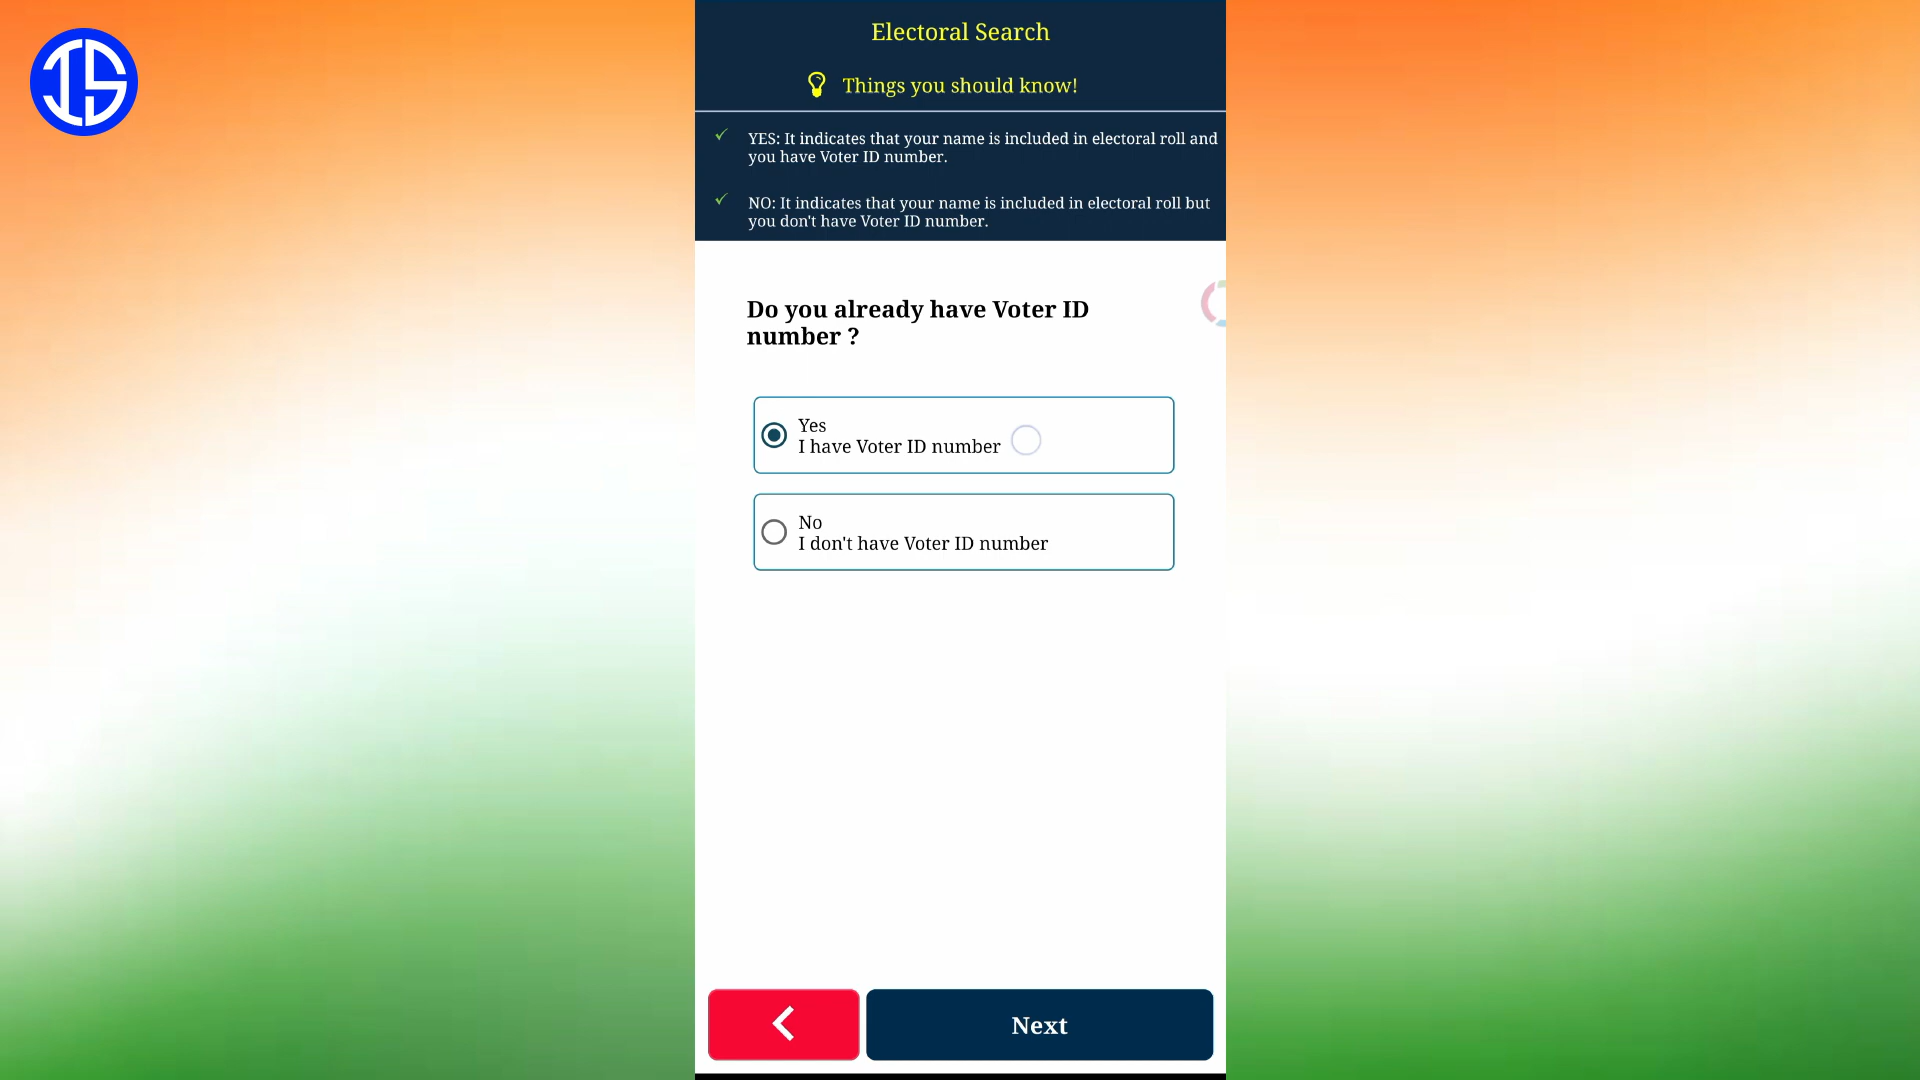 Electoral Search
Things you should know!
YES: It indicates that your name is included in electoral roll and
you have Voter ID number.
NO: It indicates that your name is included in electoral roll but
you don't have Voter ID number.
Do you already have Voter ID
number ?
Yes
I have Voter ID number
No
I don't have Voter ID number
Next